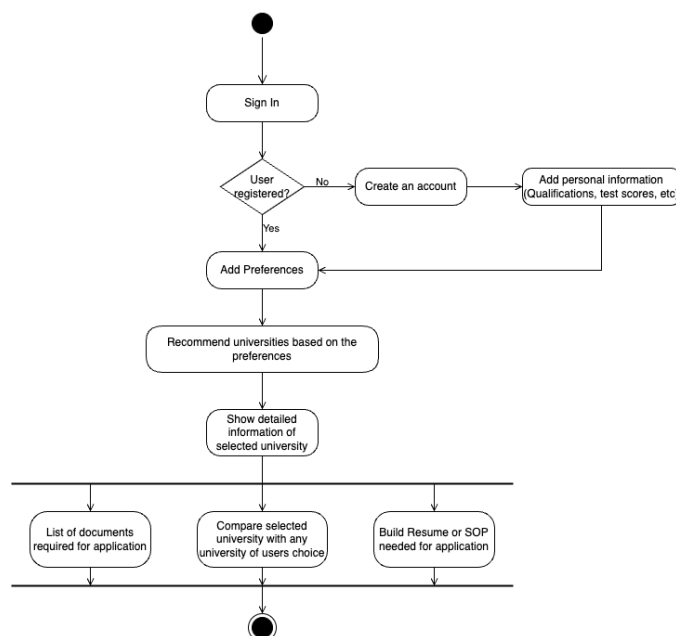 Sign In
User
registered?
No
Create an account
Add personal information
(Qualifications, test scores, etc)
Yes
Add Preferences
Recommend universities based on the
preferences
Show detailed
information of
selected university
List of documents
required for application
Compare selected
university with any
university of users choice
Build Resume or SOP
needed for application